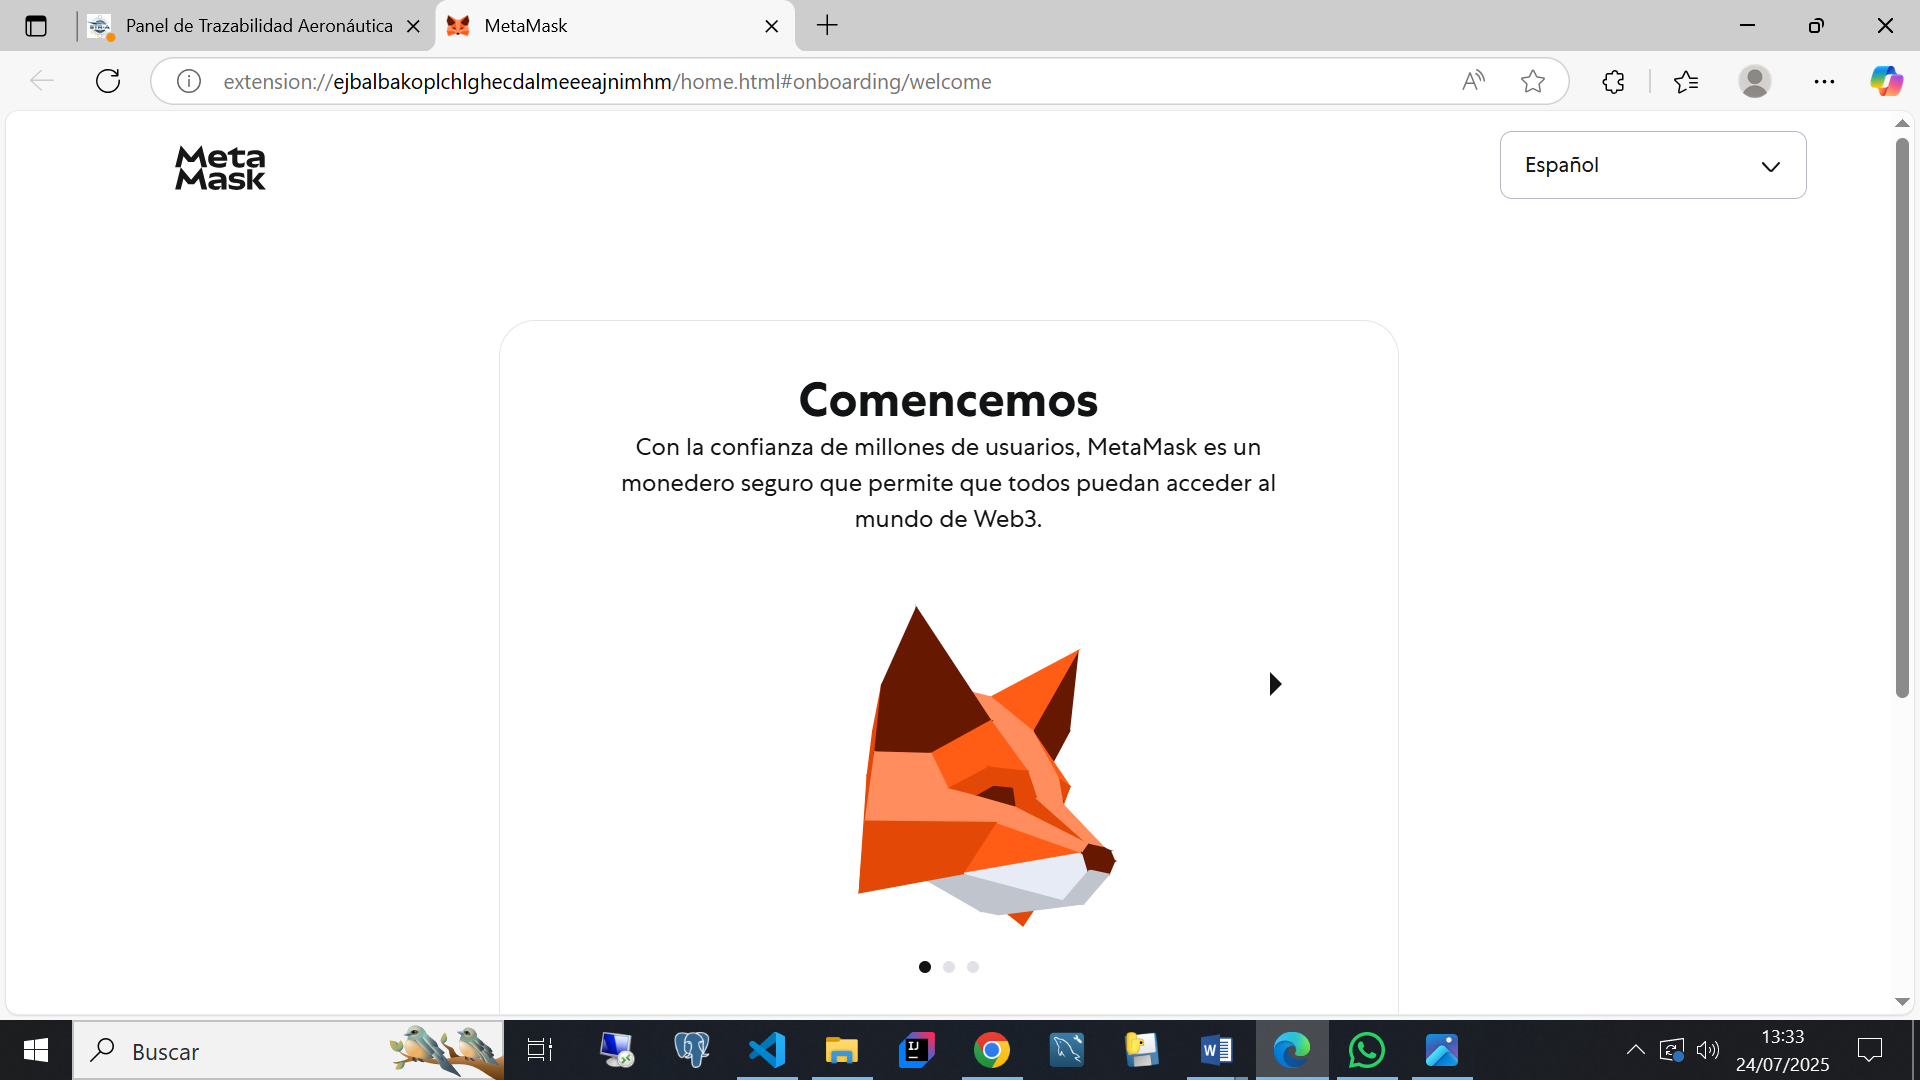 Panel de Trazabilidad Aeronáutica
MetaMask
extension://ejbalbakoplchlghecdalmeeeajnimhm/home.html#onboarding/welcome
Meta
Mask
Español
Comencemos
Con la confianza de millones de usuarios, MetaMask es un
monedero seguro que permite que todos puedan acceder al
mundo de Web3.
Buscar
13:33
24/07/2025